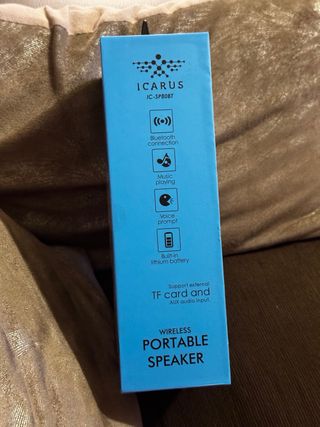 ICARUS
IC-SP80BT
Bluetooth
connection
Music
playing
Voice
prompt
Built-in
lithium battery
Support external
TF card and
AUX audio input.
WIRELESS
PORTABLE
SPEAKER